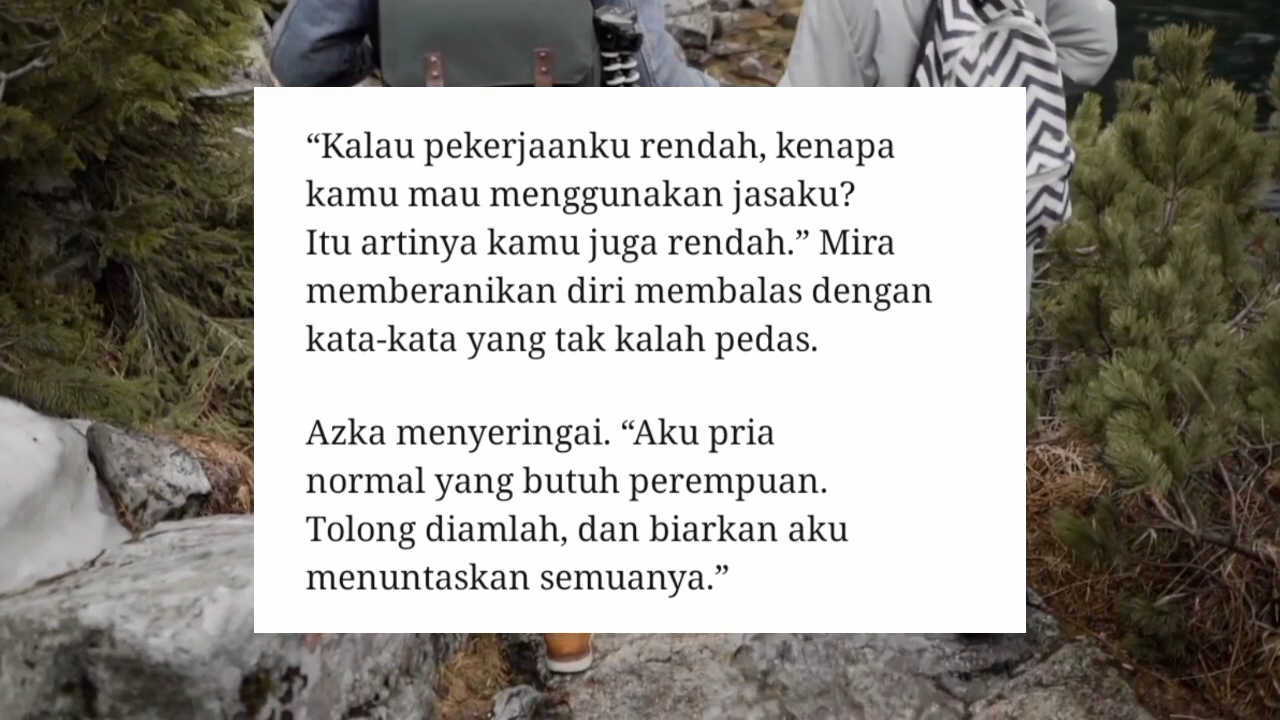 “Kalau pekerjaanku rendah, kenapa
kamu mau menggunakan jasaku?
Itu artinya kamu juga rendah.” Mira
memberanikan diri membalas dengan
kata-kata yang tak kalah pedas.
Azka menyeringai. “Aku pria
normal yang butuh perempuan.
Tolong diamlah, dan biarkan aku
menuntaskan semuanya.”